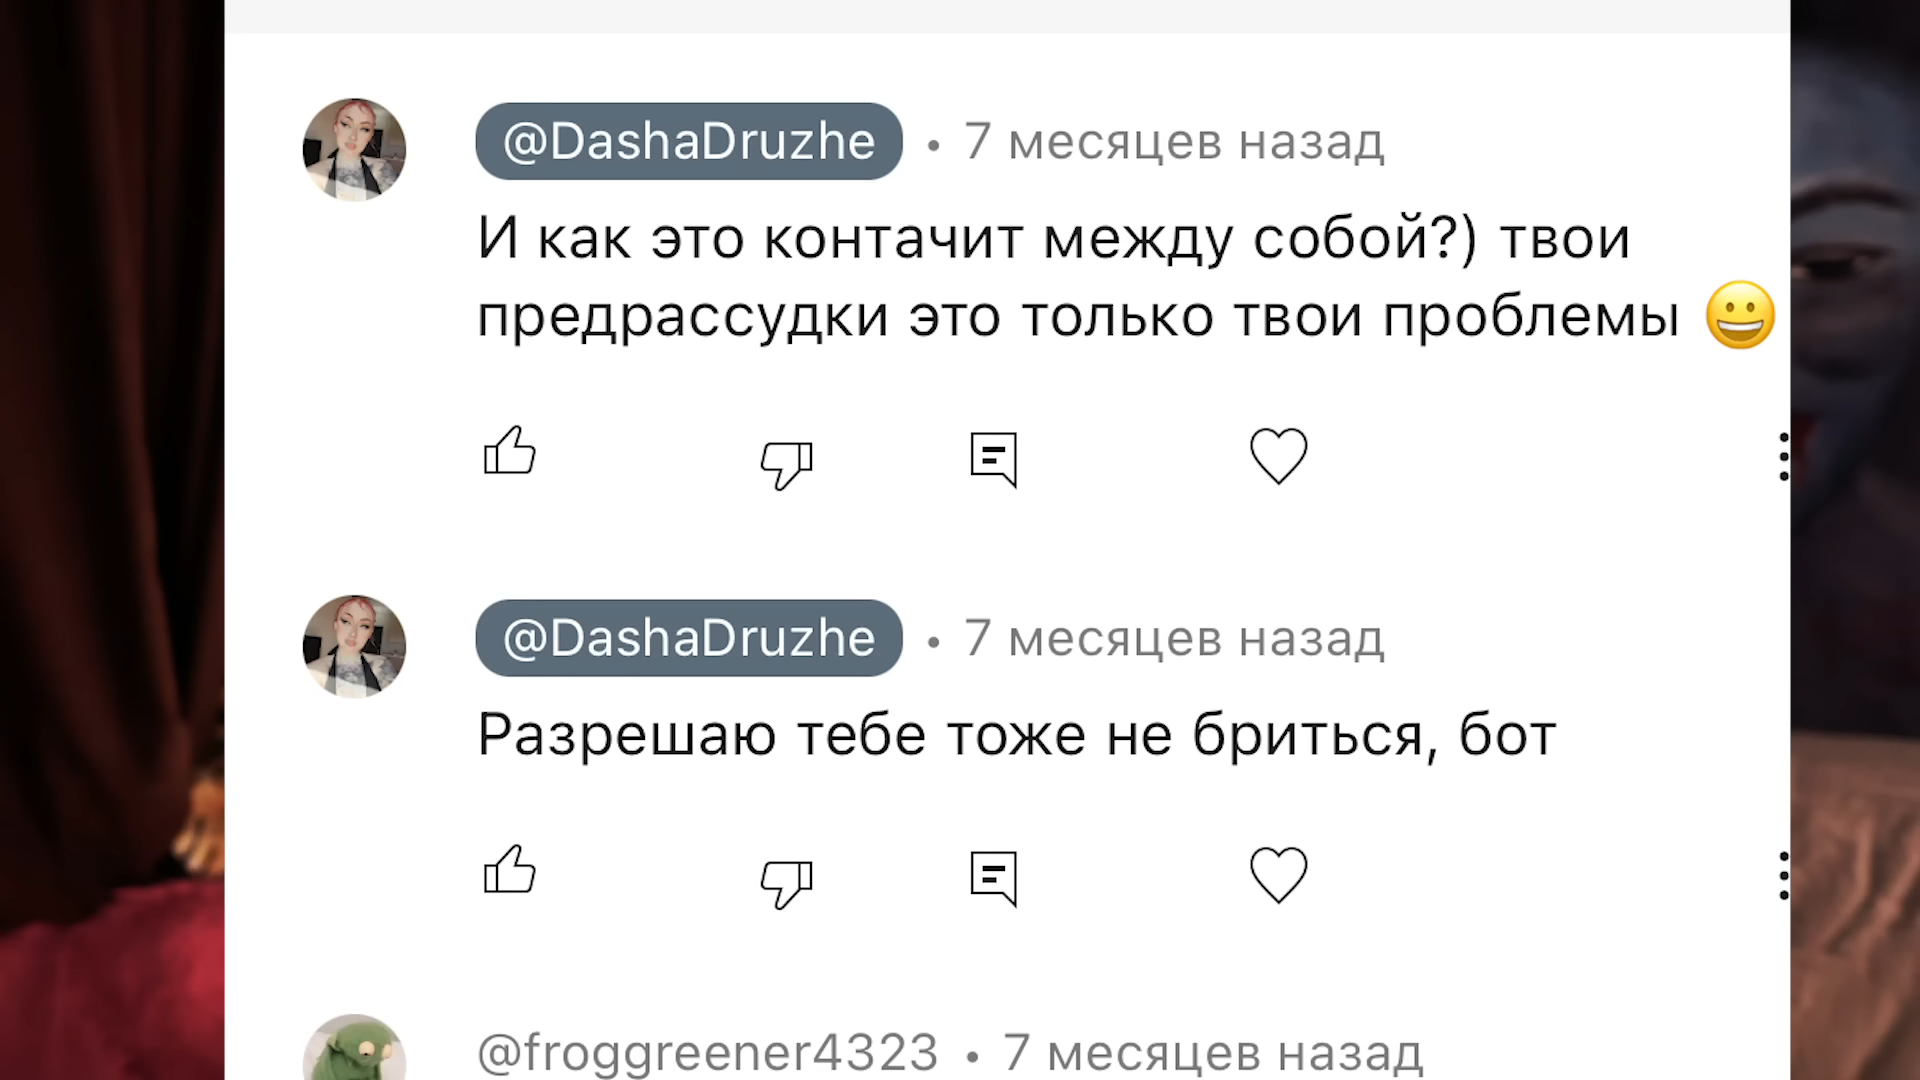 @DashaDruzhe • 7 месяцев назад
И как это контачит между собой?) твои
предрассудки это только твои проблемы 😀
@DashaDruzhe • 7 месяцев назад
Разрешаю тебе тоже не бриться, бот
@froggreener4323 • 7 месяцев назад